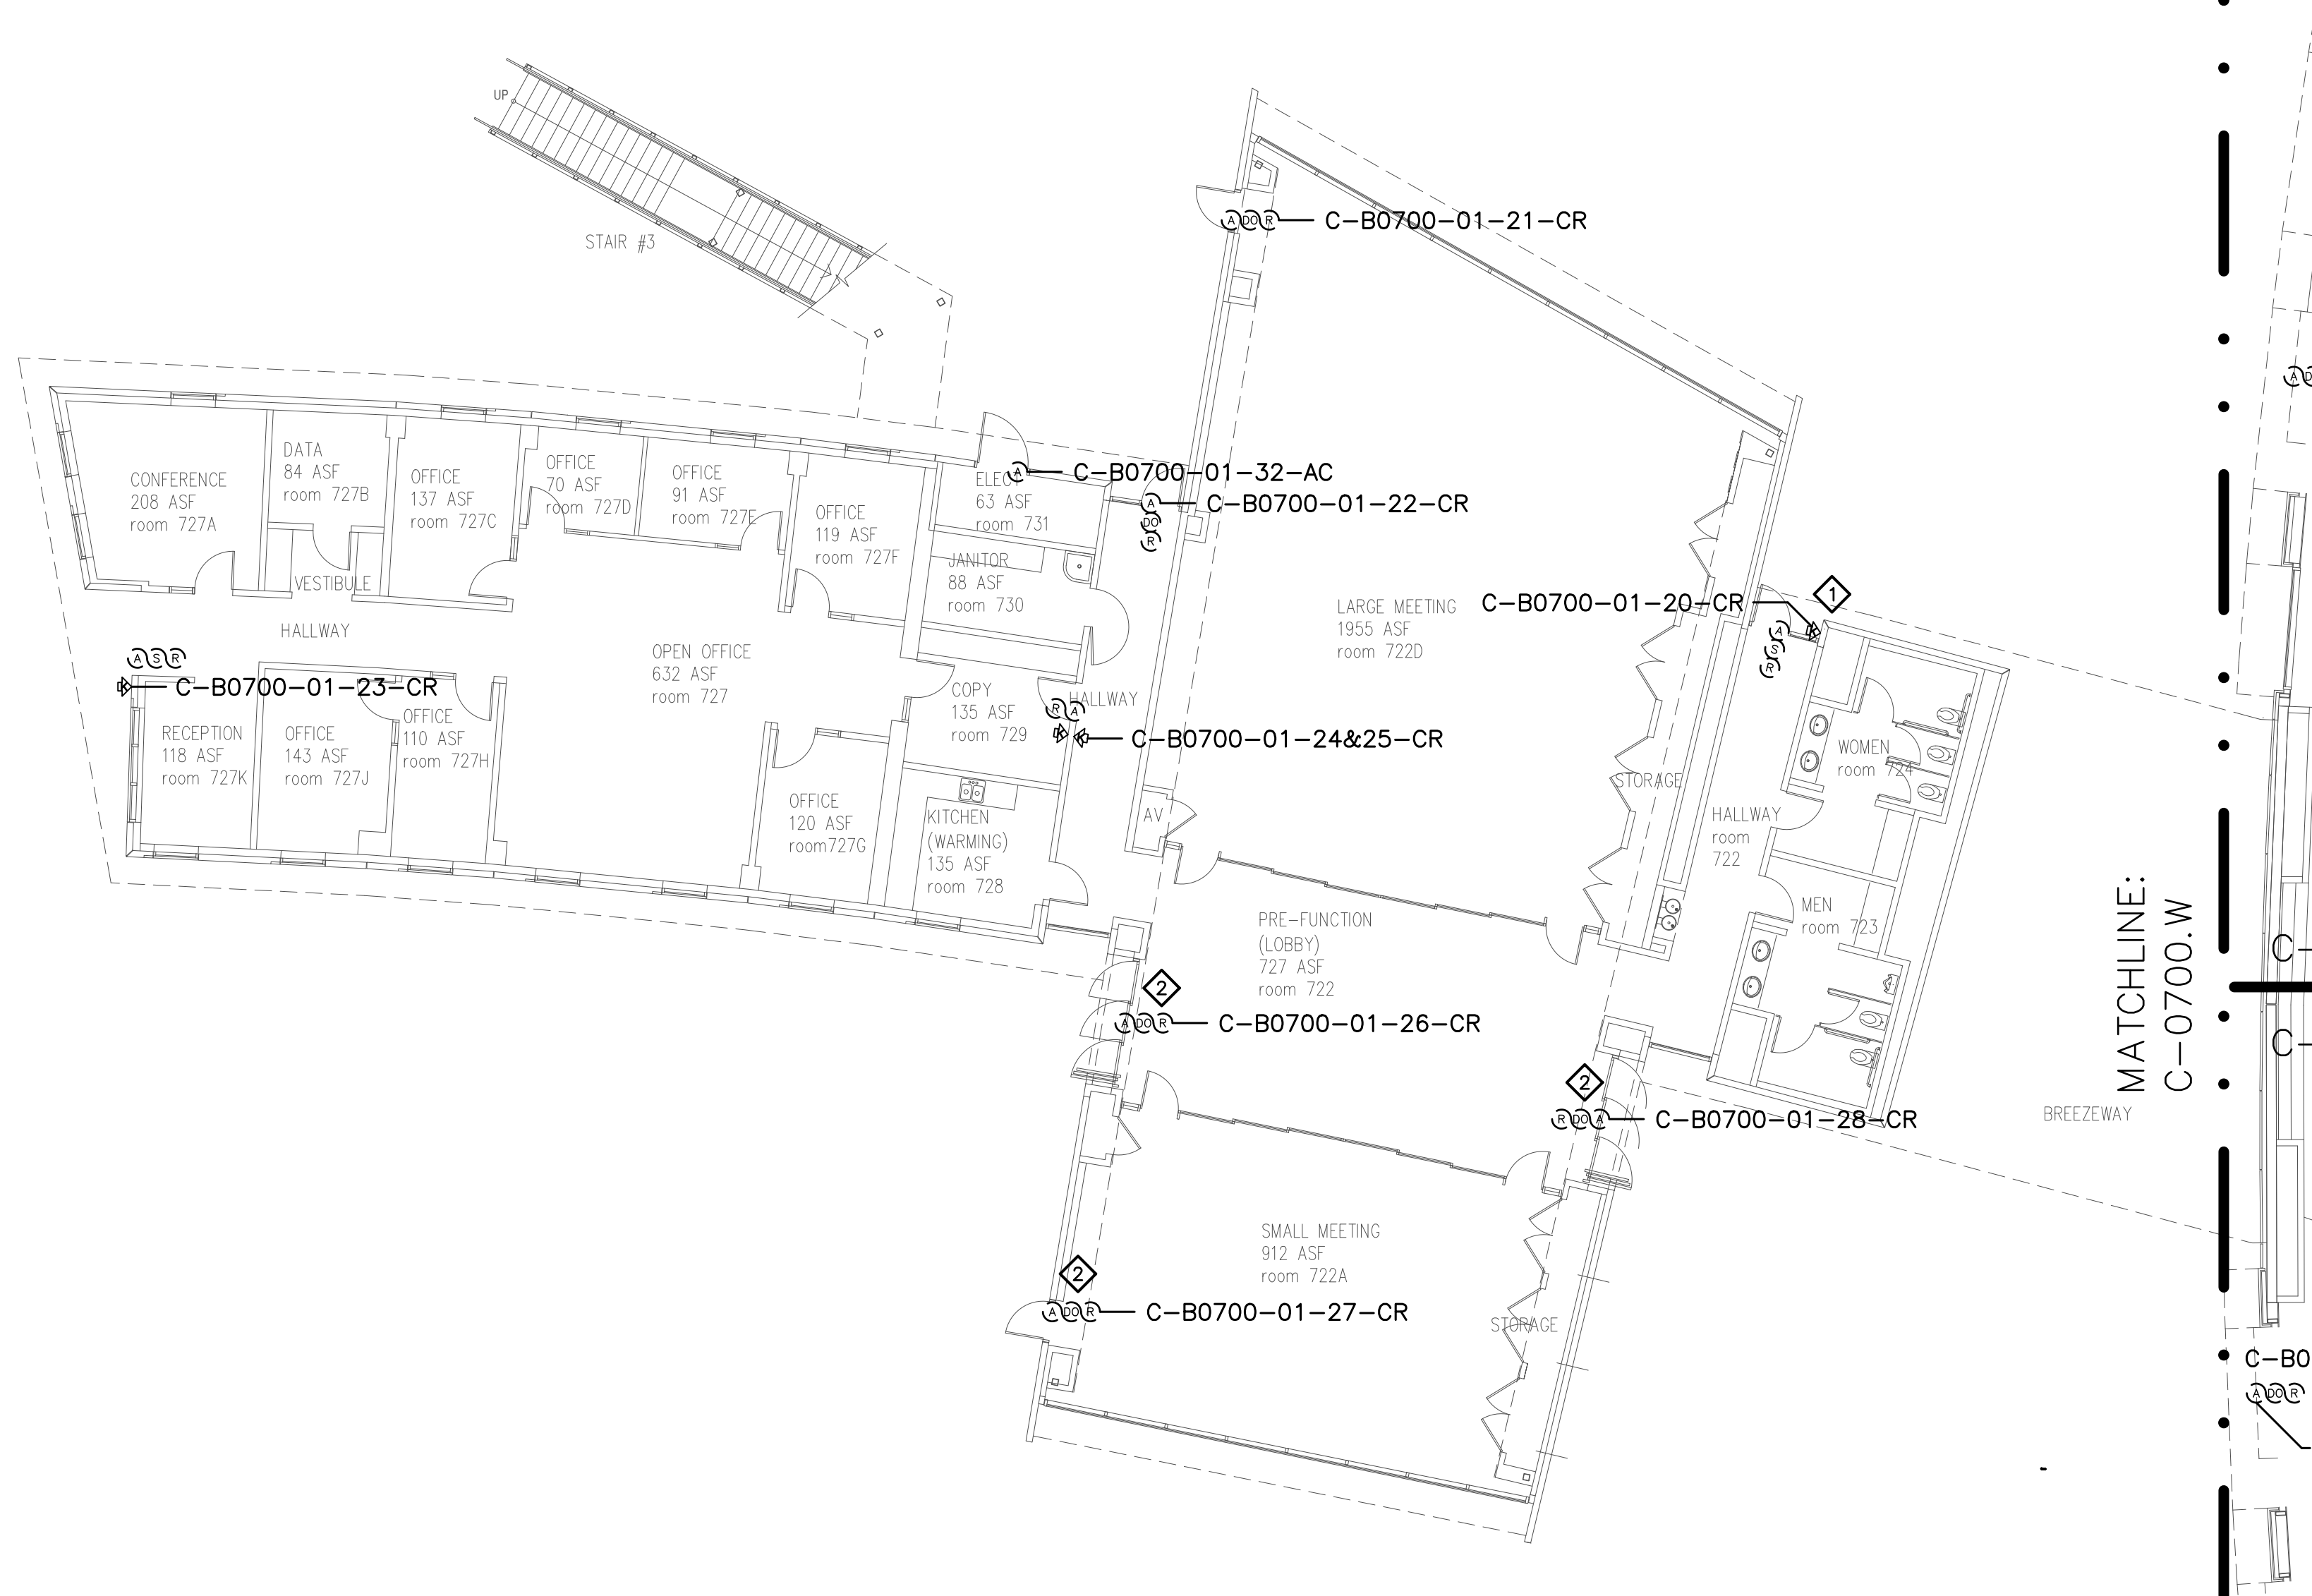 UP
STAIR #3
A DO R C-B0700-01-21-CR
CONFERENCE
208 ASF
room 727A
DATA
84 ASF
room 727B
OFFICE
137 ASF
room 727C
OFFICE
70 ASF
room 727D
OFFICE
91 ASF
room 727E
OFFICE
119 ASF
room 727F
A C-B0700-01-32-AC
ELECT
63 ASF
room 731
A C-B0700-01-22-CR
DO
R
JANITOR
88 ASF
room 730
VESTIBULE
HALLWAY
A S R
C-B0700-01-23-CR
OPEN OFFICE
632 ASF
room 727
LARGE MEETING
1955 ASF
room 722D
C-B0700-01-20-CR
1
A
S
R
COPY
135 ASF
room 729
HALLWAY
R A
C-B0700-01-24&25-CR
RECEPTION
118 ASF
room 727K
OFFICE
143 ASF
room 727J
OFFICE
110 ASF
room 727H
OFFICE
120 ASF
room727G
KITCHEN
(WARMING)
135 ASF
room 728
AV
STORAGE
HALLWAY
room
722
WOMEN
room 724
MEN
room 723
PRE-FUNCTION
(LOBBY)
727 ASF
room 722
2
A DO R C-B0700-01-26-CR
2
R DO A C-B0700-01-28-CR
BREEZEWAY
MATCHLINE:
C-0700.W
SMALL MEETING
912 ASF
room 722A
2
A DO R C-B0700-01-27-CR
STORAGE
A
C-
C-
C-B0
A DO R